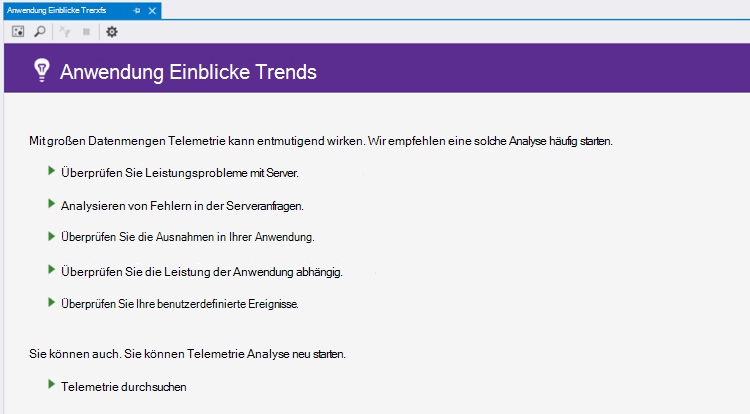 Anwendung Einblicke Trerxfs
Anwendung Einblicke Trends
Mit großen Datenmengen Telemetrie kann entmutigend wirken. Wir empfehlen eine solche Analyse häufig starten.
Überprüfen Sie Leistungsprobleme mit Server.
Analysieren von Fehlern in der Serveranfragen.
Überprüfen Sie die Ausnahmen in Ihrer Anwendung.
Überprüfen Sie die Leistung der Anwendung abhängig.
Überprüfen Sie Ihre benutzerdefinierte Ereignisse.
Sie können auch. Sie können Telemetrie Analyse neu starten.
Telemetrie durchsuchen